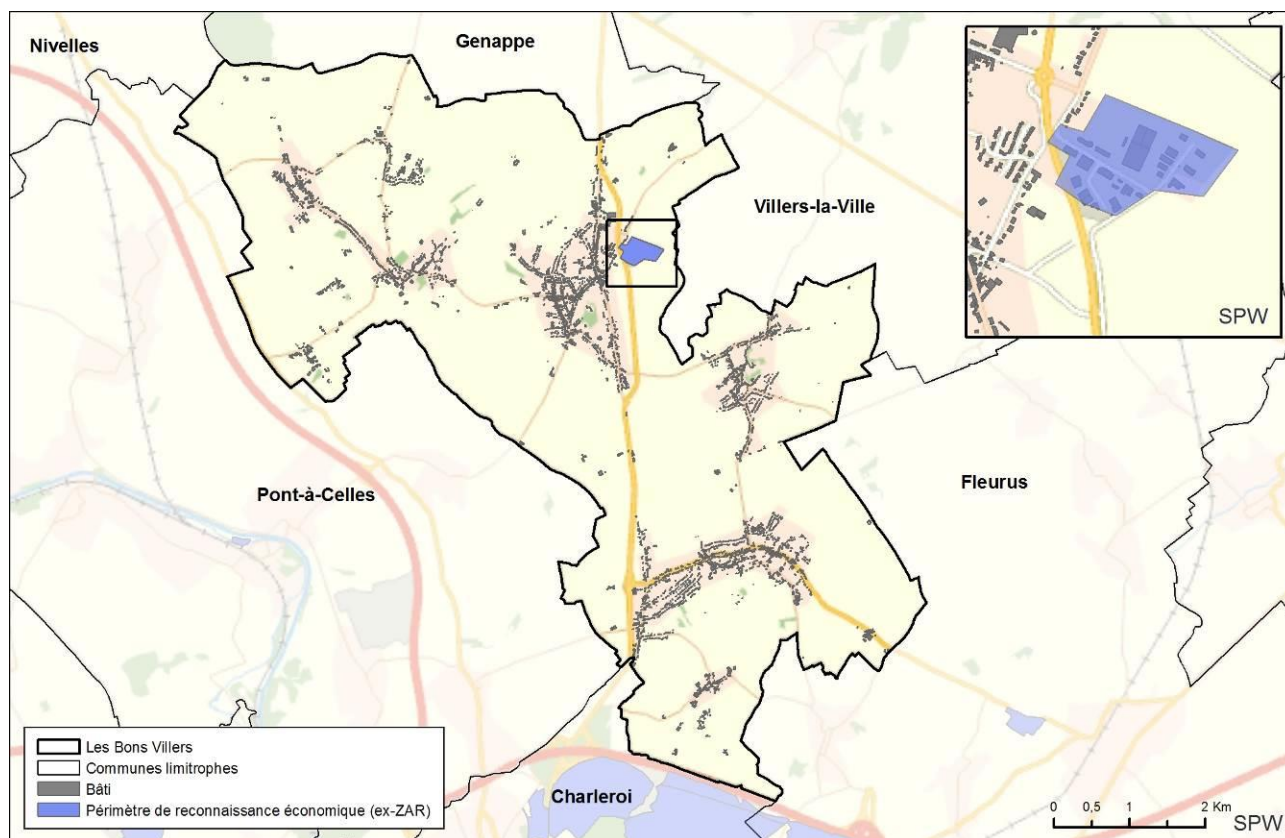 Nivelles
Genappe
Villers-la-Ville
SPW
Pont-à-Celles
Fleurus
Les Bons Villers
Communes limitrophes
Bâti
Périmètre de reconnaissance économique (ex-ZAR)
Charleroi
0 0,5 1 2 Km
SPW